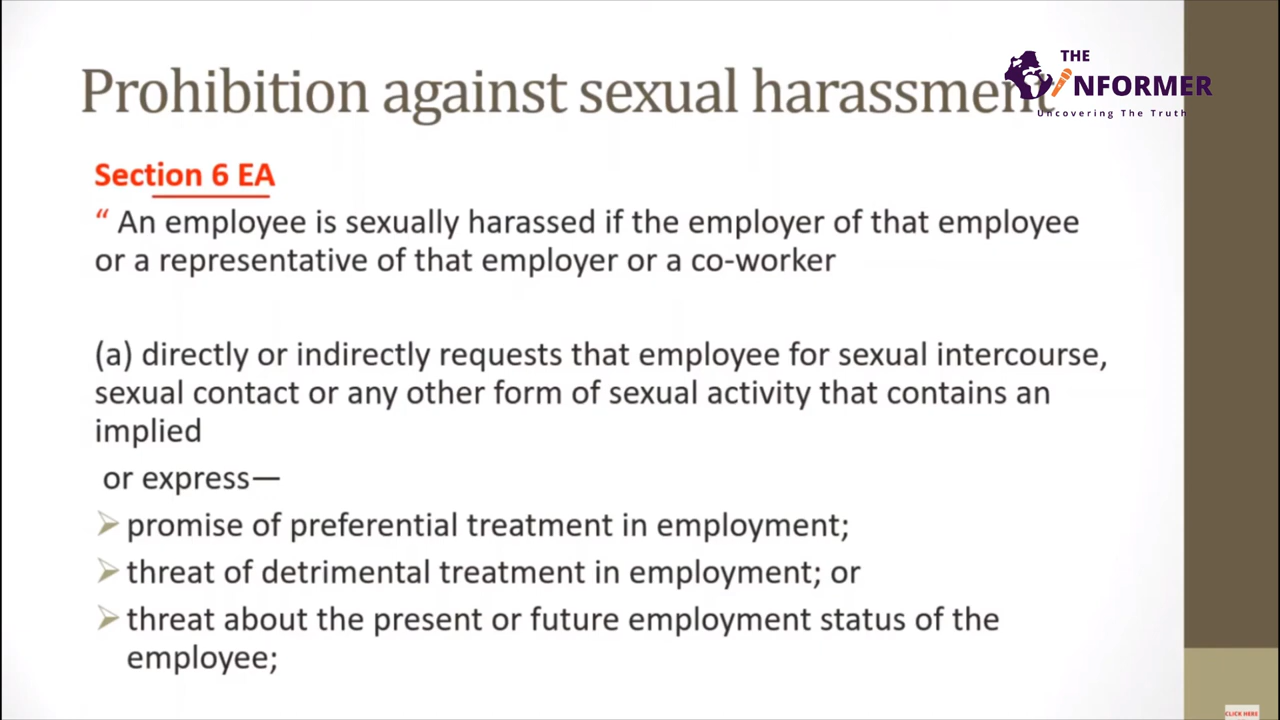 Prohibition against sexual harassment
THE
INFORMER
Uncovering The Truth
Section 6 EA
“ An employee is sexually harassed if the employer of that employee
or a representative of that employer or a co-worker
(a) directly or indirectly requests that employee for sexual intercourse,
sexual contact or any other form of sexual activity that contains an
implied
or express—
promise of preferential treatment in employment;
threat of detrimental treatment in employment; or
threat about the present or future employment status of the
employee;
CLICK HERE